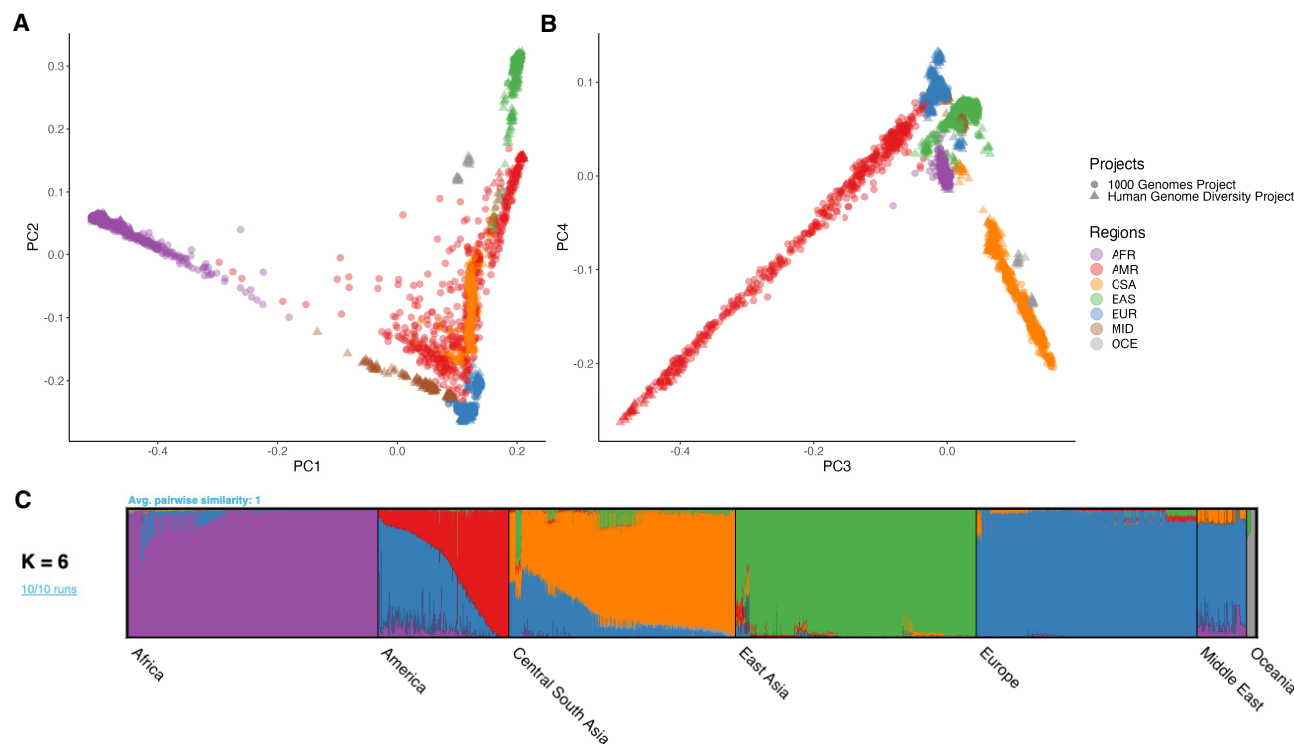 A
B
0.3
0.2
0.1
0.0
-0.1
-0.2
PC2
-0.4
-0.2
0.0
0.2
PC1
0.1
0.0
-0.1
-0.2
PC4
-0.4
-0.2
0.0
PC3
Projects
1000 Genomes Project
Human Genome Diversity Project
Regions
AFR
AMR
CSA
EAS
EUR
MID
OCE
C
Avg. pairwise similarity: 1
K = 6
10/10 runs
Africa
America
Central South Asia
East Asia
Europe
Middle East
Oceania